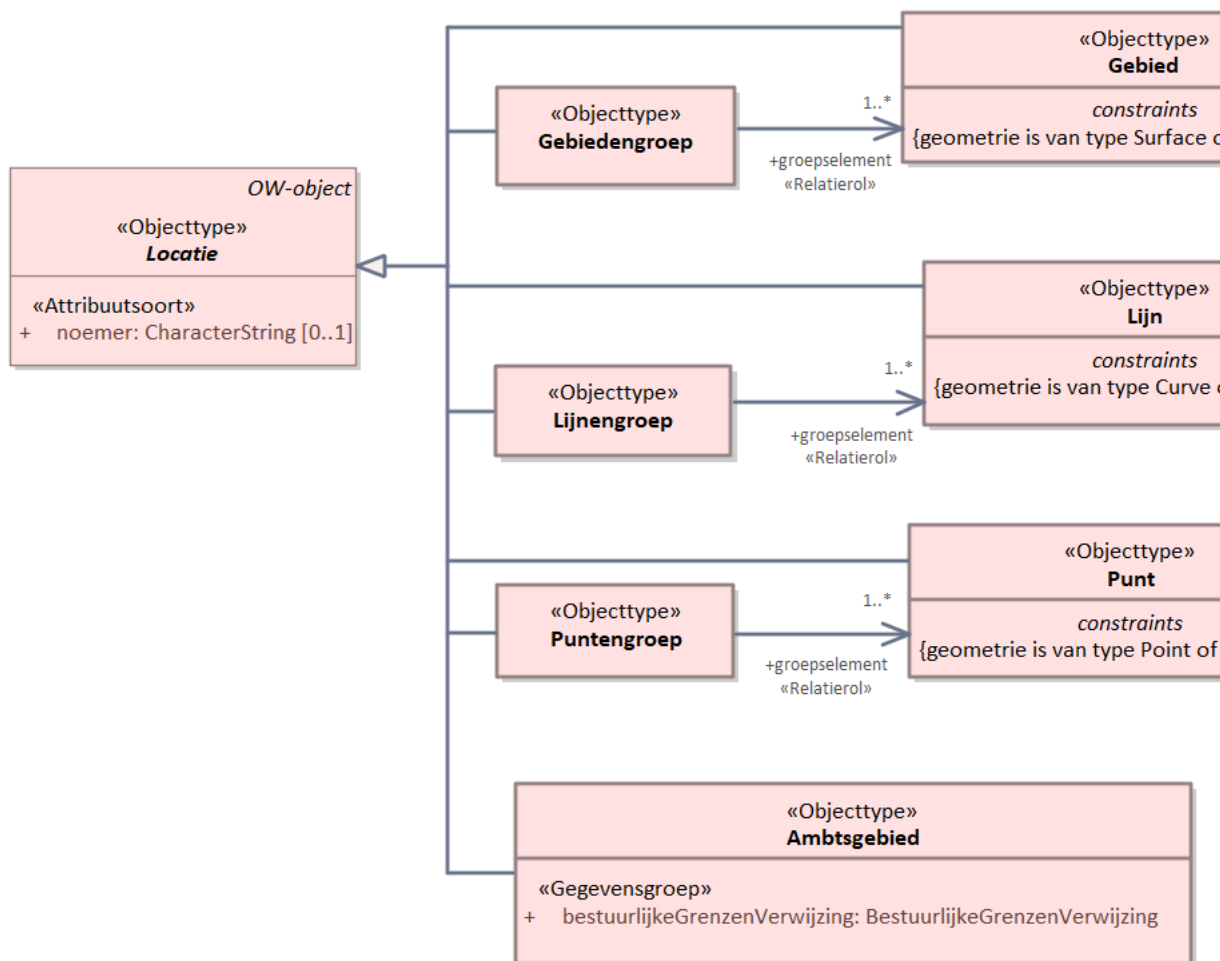 OW-object
«Objecttype»
Locatie
«Attribuutsoort»
+ noemer: CharacterString [0..1]
«Objecttype»
Gebiedengroep
1..*
+groepselement
«Relatierol»
«Objecttype»
Gebied
constraints
{geometrie is van type Surface
«Objecttype»
Lijnengroep
1..*
+groepselement
«Relatierol»
«Objecttype»
Lijn
constraints
{geometrie is van type Curve
«Objecttype»
Puntengroep
1..*
+groepselement
«Relatierol»
«Objecttype»
Punt
constraints
{geometrie is van type Point of
«Objecttype»
Ambtsgebied
«Gegevensgroep»
+ bestuurlijkeGrenzenVerwijzing: BestuurlijkeGrenzenVerwijzing